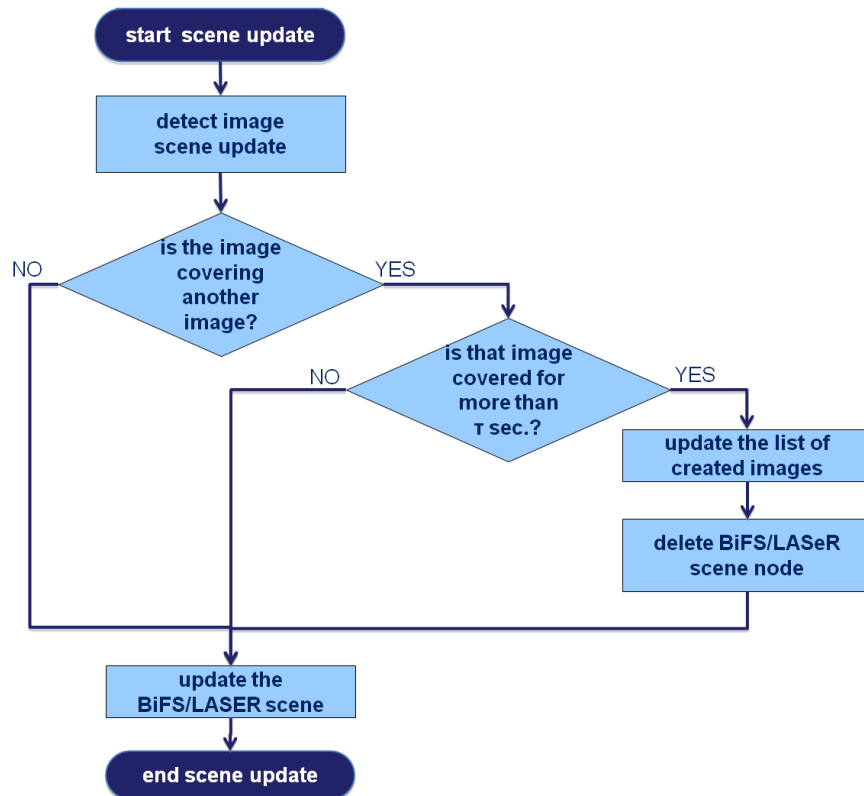 start scene update
detect image
scene update
is the image
covering
another
image?
NO
YES
is that image
covered for
more than
τ sec.?
NO
YES
update the list of
created images
delete BiFS/LASeR
scene node
update the
BiFS/LASER scene
end scene update